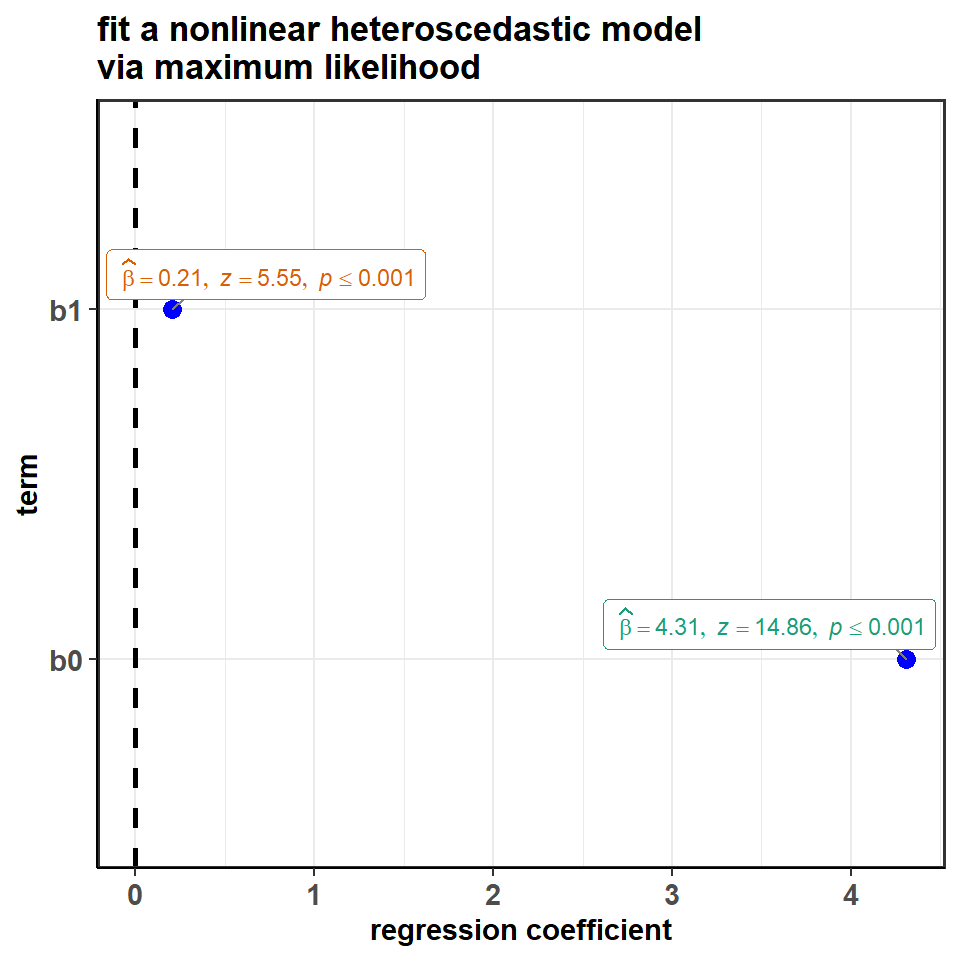 fit a nonlinear heteroscedastic model
via maximum likelihood
β̂ = 0.21, z = 5.55, p ≤ 0.001
b1
term
β̂ = 4.31, z = 14.86, p ≤ 0.001
b0
0 1 2 3 4
regression coefficient